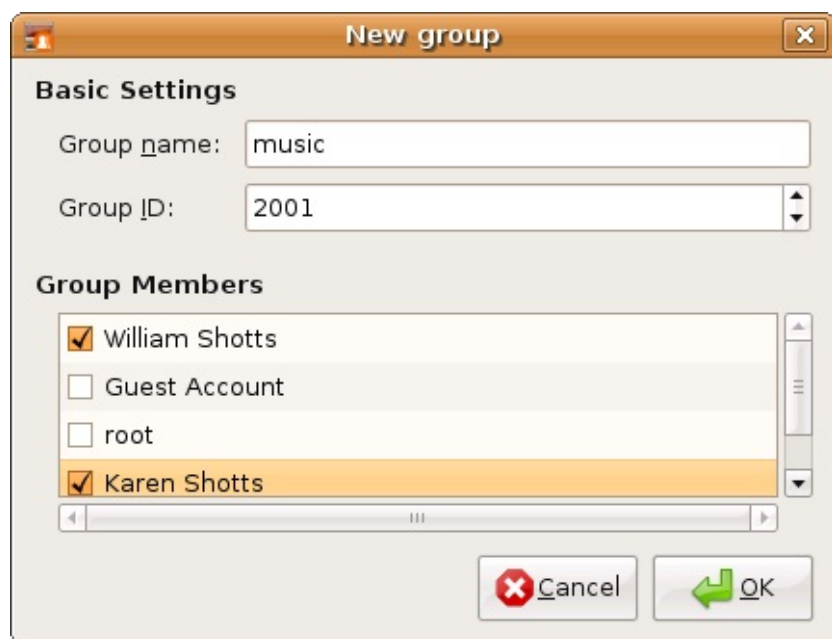 New group
Basic Settings
Group name: music
Group ID: 2001
Group Members
William Shotts
Guest Account
root
Karen Shotts
Cancel OK